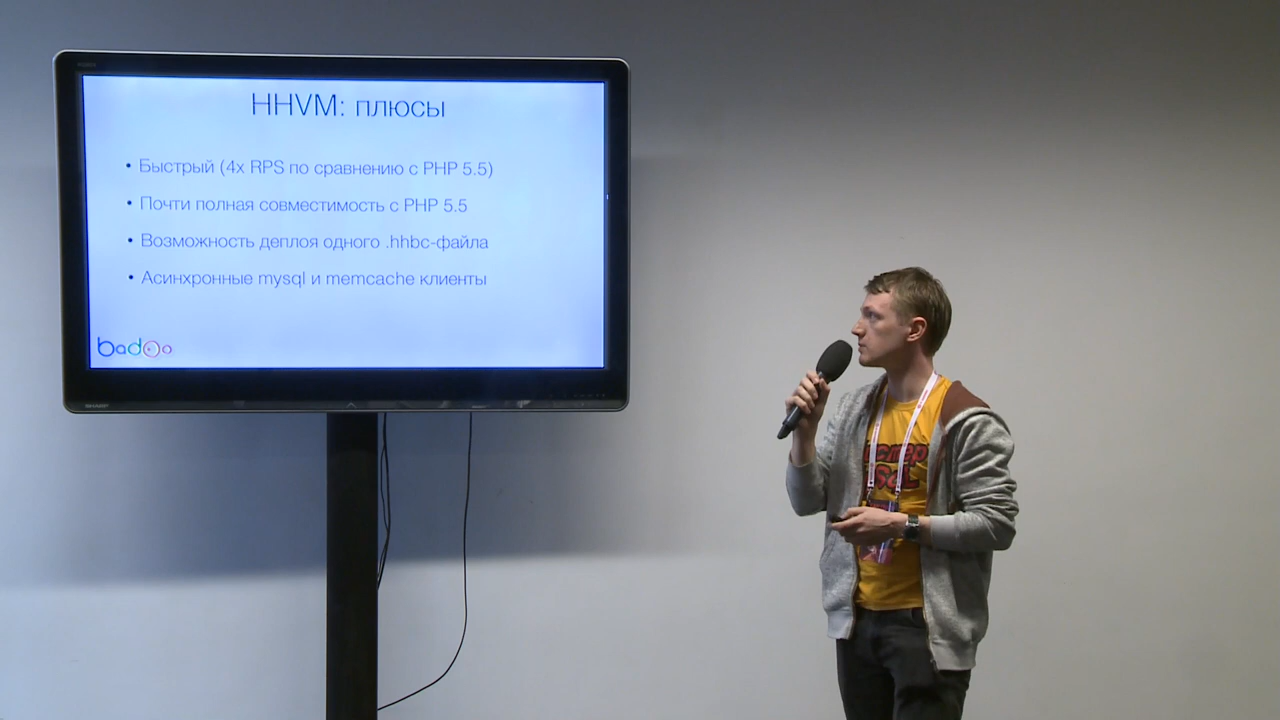 HHVM: плюсы
• Быстрый (4x RPS по сравнению с PHP 5.5)
• Почти полная совместимость с PHP 5.5
• Возможность деплоя одного .hhbc-файла
• Асинхронные mysql и memcache клиенты
badoo
SHARP